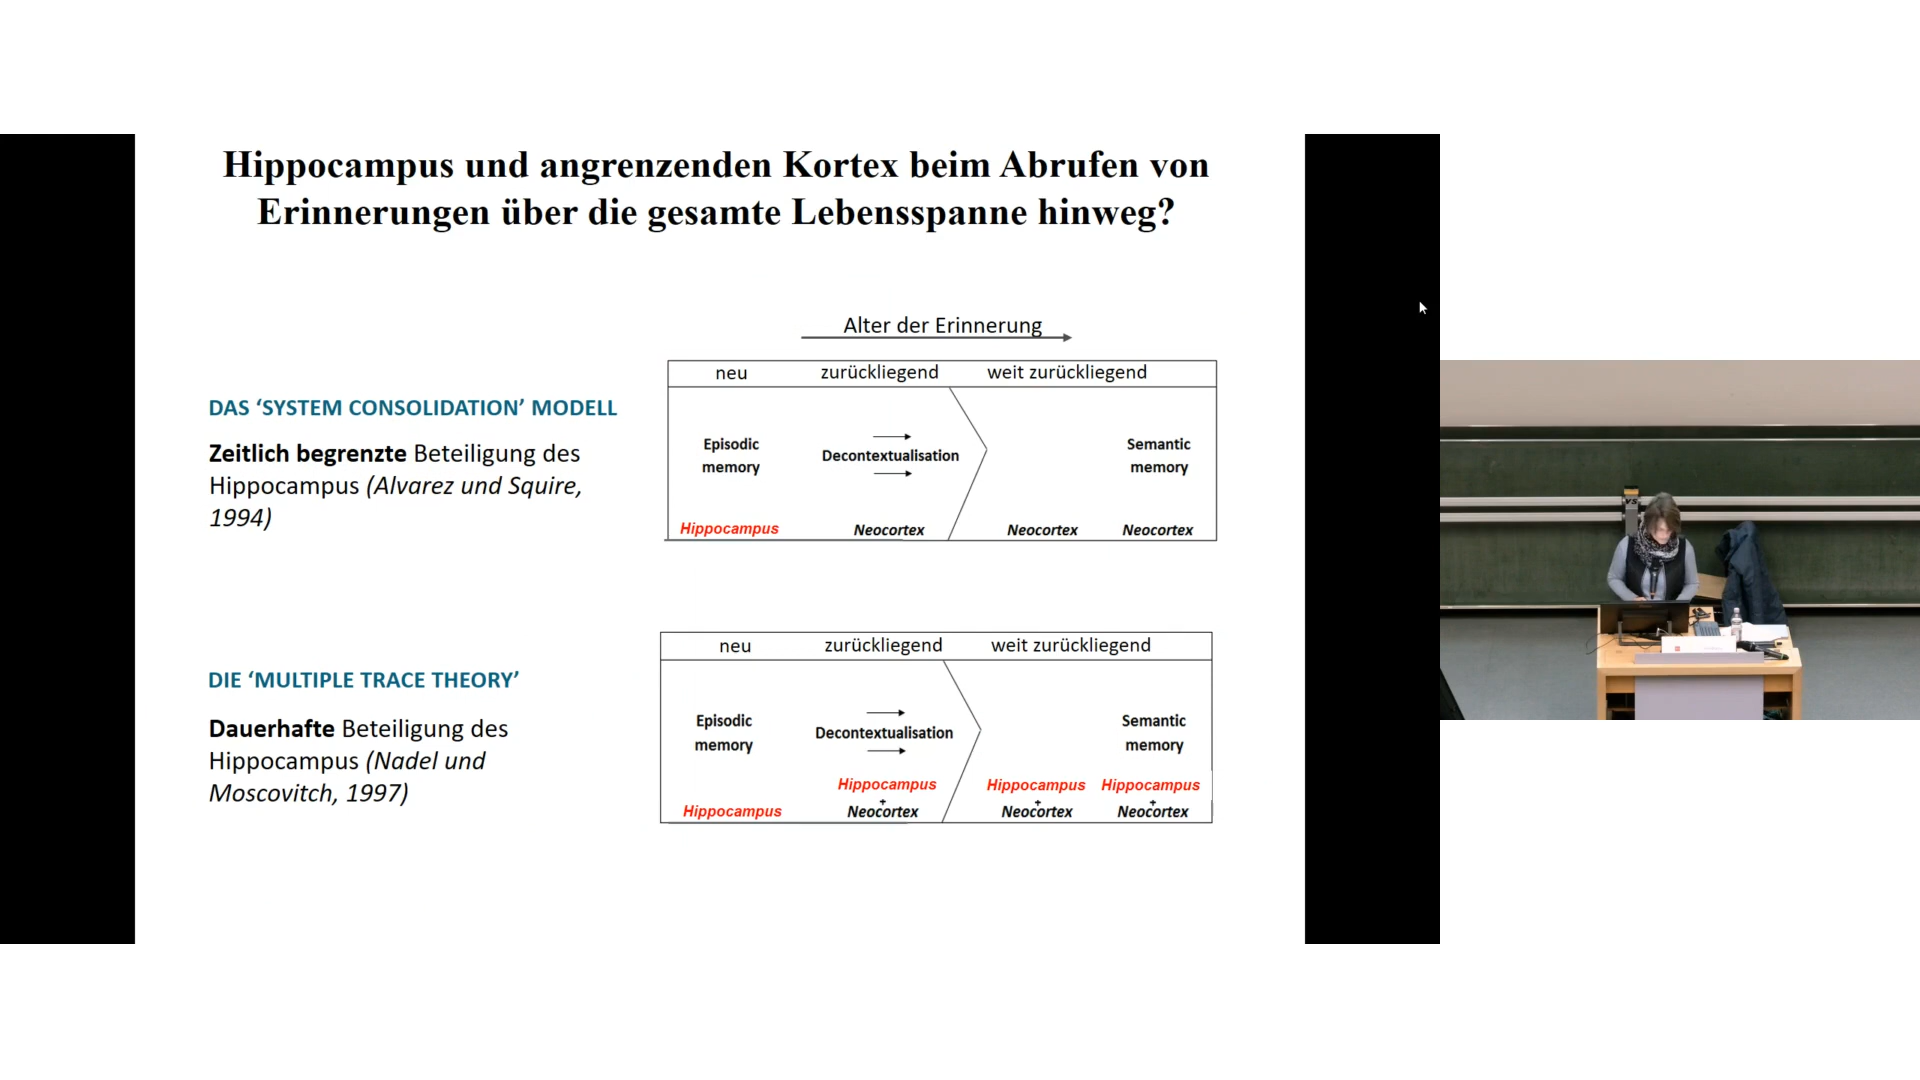 Hippocampus und angrenzenden Kortex beim Abrufen von
Erinnerungen über die gesamte Lebensspanne hinweg?
Alter der Erinnerung
neu zurückliegend weit zurückliegend
DAS ‘SYSTEM CONSOLIDATION’ MODELL
Zeitlich begrenzte Beteiligung des
Hippocampus (Alvarez und Squire,
1994)
Episodic
memory
Decontextualisation
Semantic
memory
Hippocampus Neocortex Neocortex Neocortex
neu zurückliegend weit zurückliegend
DIE ‘MULTIPLE TRACE THEORY’
Dauerhafte Beteiligung des
Hippocampus (Nadel und
Moscovitch, 1997)
Episodic
memory
Decontextualisation
Semantic
memory
Hippocampus Hippocampus Hippocampus
+ + +
Hippocampus Neocortex Neocortex Neocortex